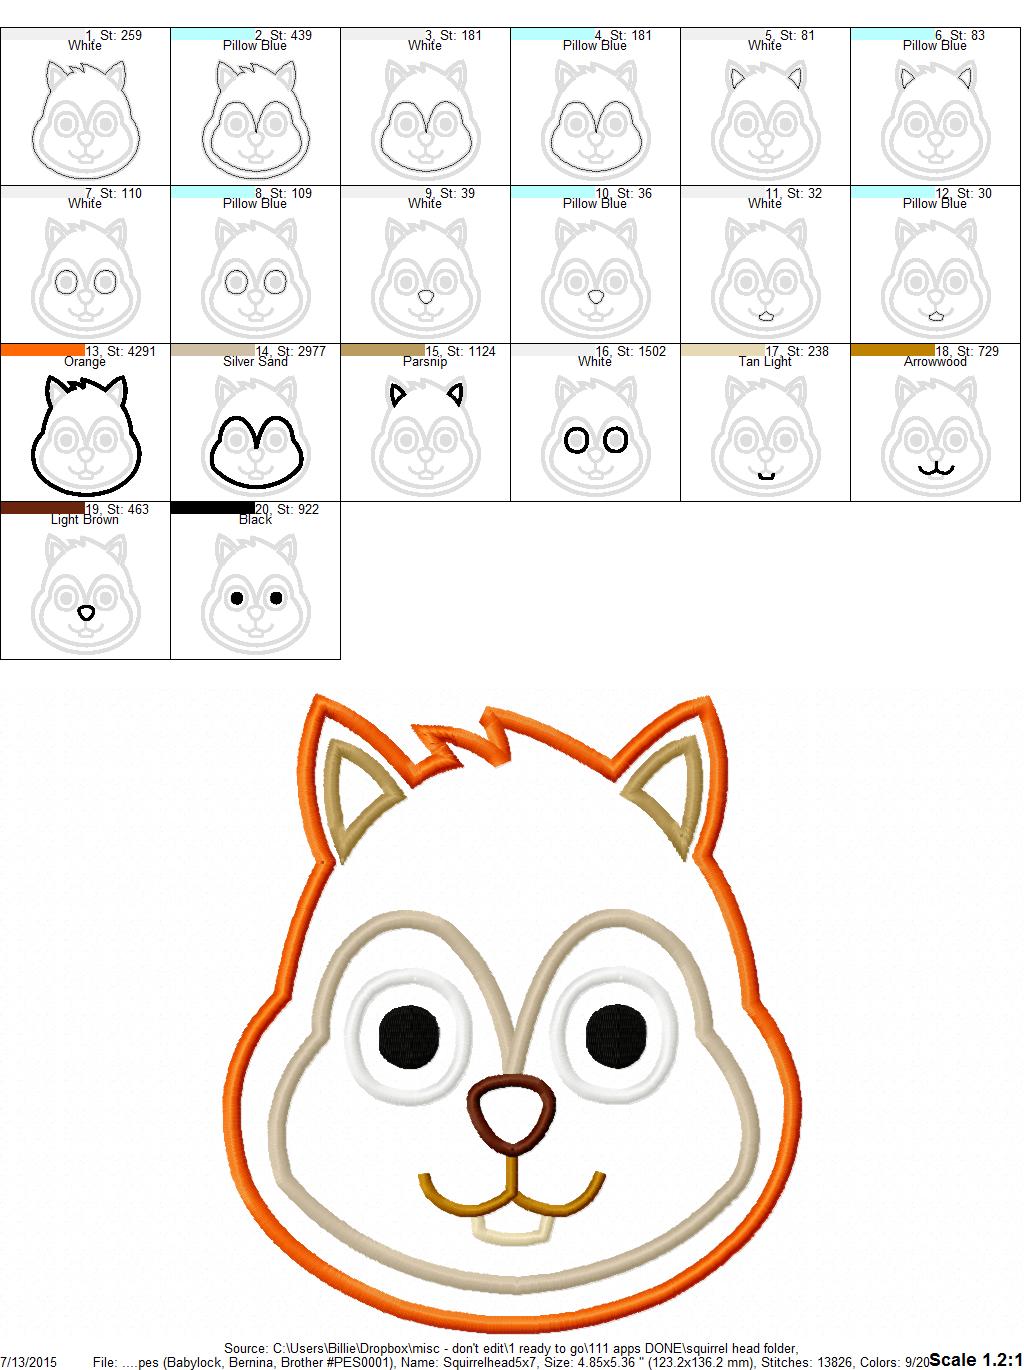 1, St: 259
White
2, St: 439
Pillow Blue
3, St: 181
White
4, St: 181
Pillow Blue
5, St: 81
White
6, St: 83
Pillow Blue
7, St: 110
White
8, St: 109
Pillow Blue
9, St: 39
White
10, St: 36
Pillow Blue
11, St: 32
White
12, St: 30
Pillow Blue
13, St: 4291
Orange
14, St: 2977
Silver Sand
15, St: 1124
Parsnip
16, St: 1502
White
17, St: 238
Tan Light
18, St: 729
Arrowwood
19, St: 463
Light Brown
20, St: 922
Black
Source: C:\Users\Billie\Dropbox\misc - don't edit\1 ready to go\111 apps DONE\squirrel head folder,
7/13/2015 File: ....pes (Babylock, Bernina, Brother #PES0001), Name: Squirrelhead5x7, Size: 4.85x5.36 " (123.2x136.2 mm), Stitches: 13826, Colors: 9/20 Scale 1.2:1